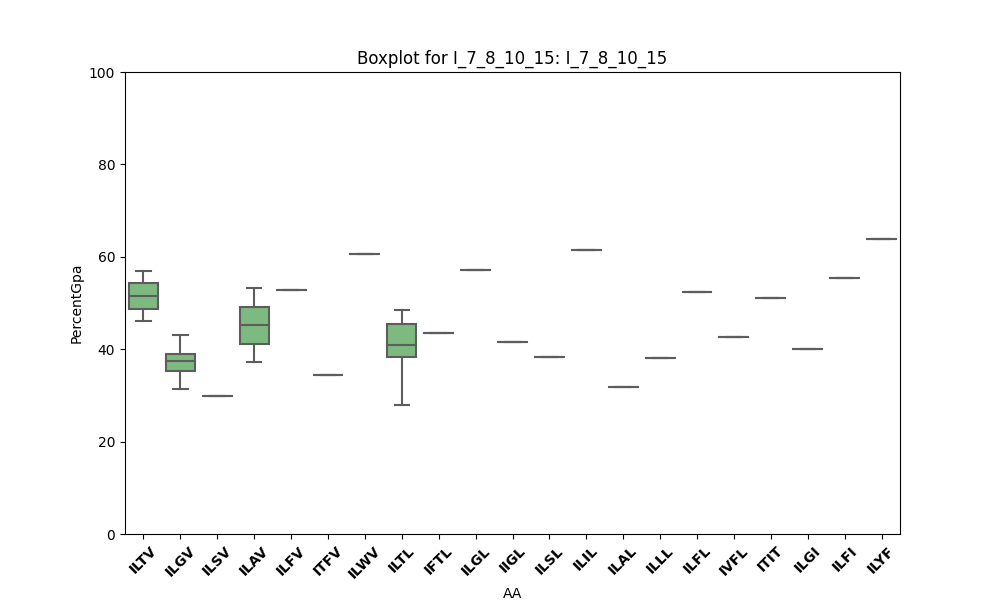 Boxplot for I_7_8_10_15: I_7_8_10_15
100
80
60
40
20
0
PercentGpa
ILTV
ILGV
ILSV
ILAV
ILFV
ITFV
ILWV
ILTL
IFTL
ILGL
IIGL
ILSL
ILIL
ILAL
ILLL
ILFL
IVFL
ITIT
ILGI
ILFI
ILYF
AA